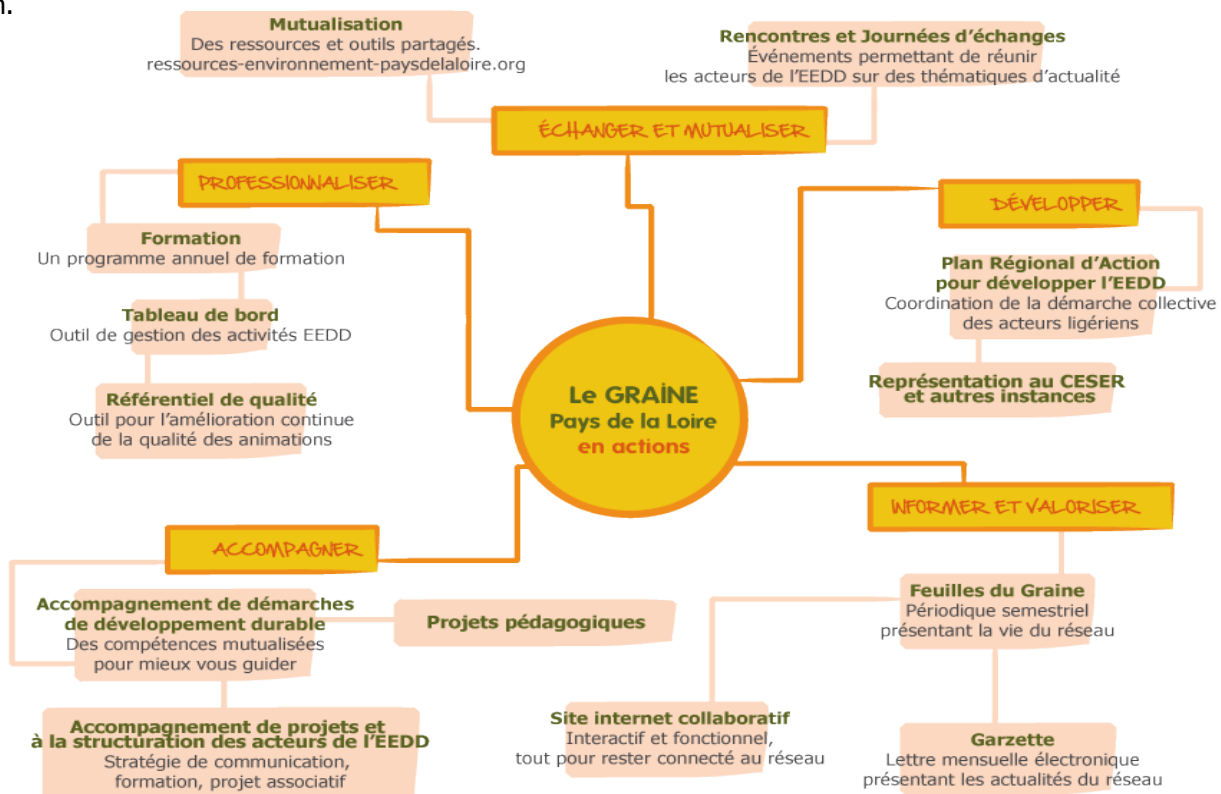 n.
Mutualisation
Des ressources et outils partagés.
ressources-environnement-paysdelaloire.org
Rencontres et Journées d'échanges
Événements permettant de réunir
les acteurs de l'EEDD sur des thématiques d'actualité
ÉCHANGER ET MUTUALISER
PROFESSIONNALISER
Formation
Un programme annuel de formation
Tableau de bord
Outil de gestion des activités EEDD
Référentiel de qualité
Outil pour l'amélioration continue
de la qualité des animations
DÉVELOPPER
Plan Régional d'Action
pour développer l'EEDD
Coordination de la démarche collective
des acteurs ligériens
Représentation au CESER
et autres instances
Le GRAINE
Pays de la Loire
en actions
INFORMER ET VALORISER
Feuilles du Graine
Périodique semestriel
présentant la vie du réseau
Site internet collaboratif
Interactif et fonctionnel,
tout pour rester connecté au réseau
Garzette
Lettre mensuelle électronique
présentant les actualités du réseau
ACCOMPAGNER
Accompagnement de démarches
de développement durable
Des compétences mutualisées
pour mieux vous guider
Projets pédagogiques
Accompagnement de projets et
à la structuration des acteurs de l'EEDD
Stratégie de communication,
formation, projet associatif